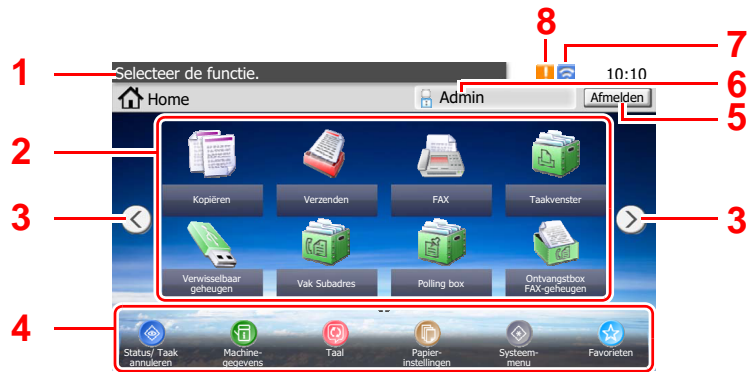 8
7
1
Selecteer de functie.
10:10
6
Home
Admin
Afmelden
5
2
Kopiëren
Verzenden
FAX
Taakvenster
3
3
Verwisselbaar
geheugen
Vak Subadres
Polling box
Ontvangstbox
FAX-geheugen
4
Status/ Taak
annuleren
Machine-
gegevens
Taal
Papier-
instellingen
Systeem-
menu
Favorieten